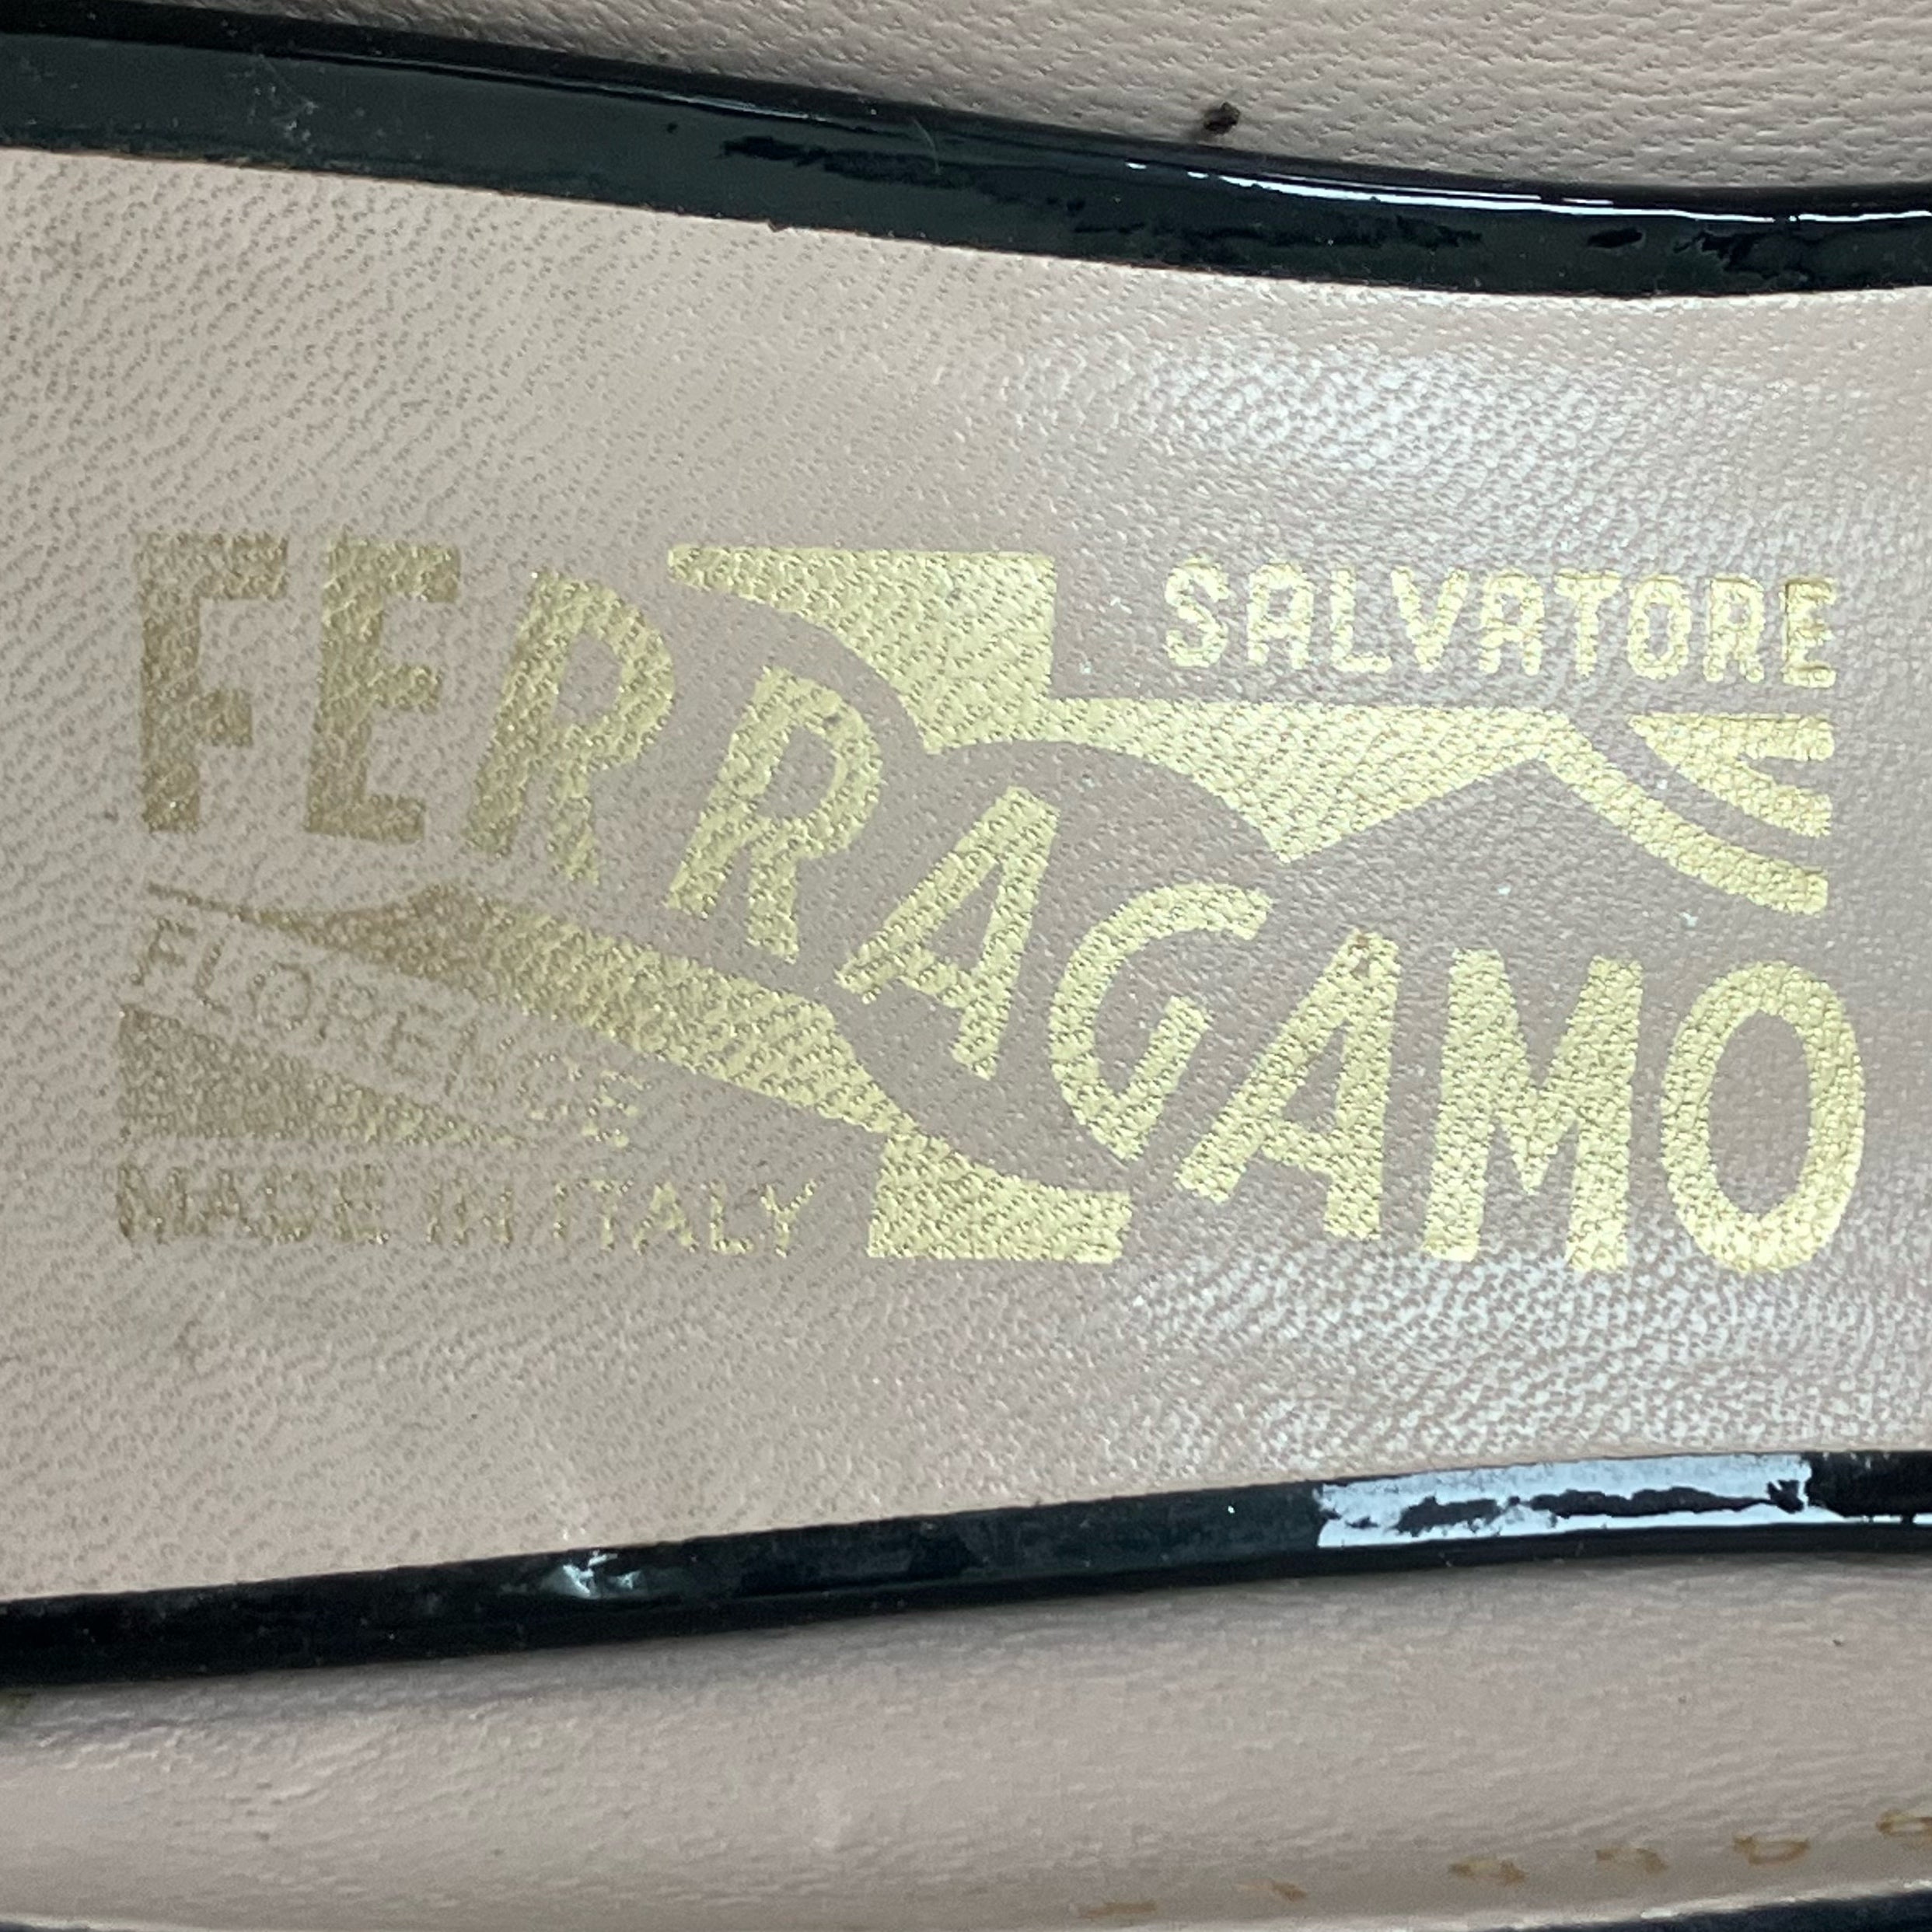 SALVATORE
FERRAGAMO
FLORENCE
MADE IN ITALY